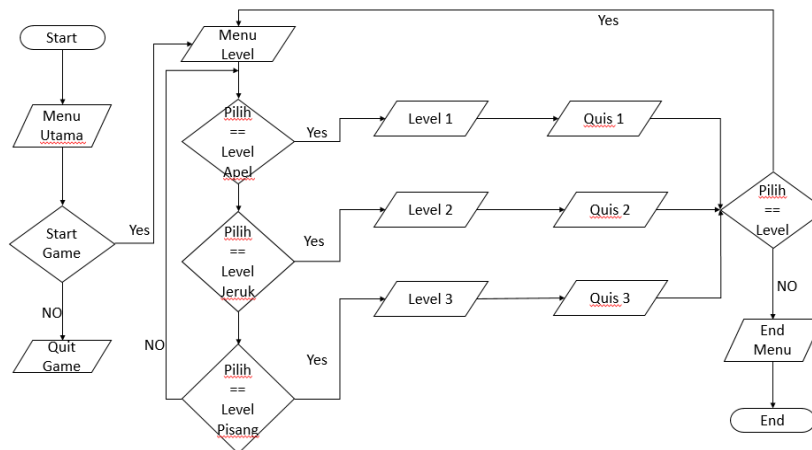 Start
Menu
Utama
Start
Game
Yes
NO
Quit
Game
Menu
Level
Pilih
==
Level
Apel
Yes
Level 1
Quis 1
Pilih
==
Level
Jeruk
Yes
Level 2
Quis 2
Pilih
==
Level
Pisang
Yes
NO
Level 3
Quis 3
Pilih
==
Level
Yes
NO
End
Menu
End